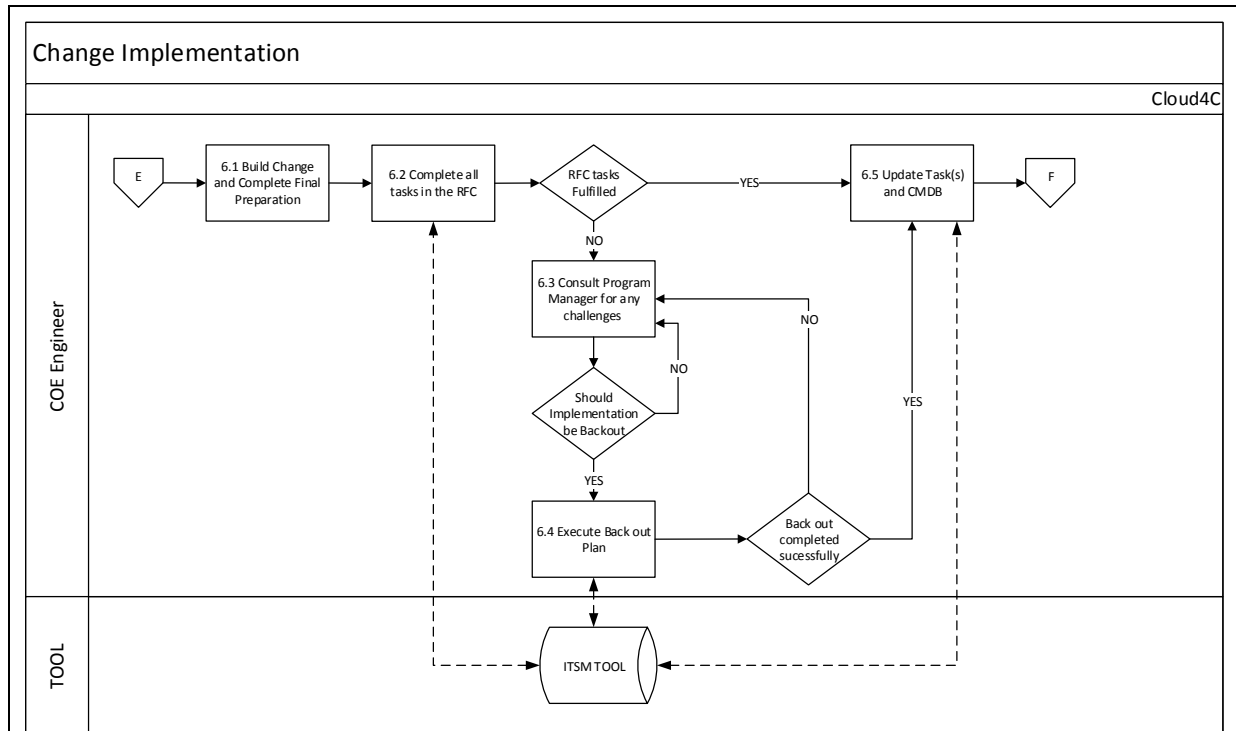 Change Implementation
Cloud4C
COE Engineer
E
6.1 Build Change
and Complete Final
Preparation
6.2 Complete all
tasks in the RFC
RFC tasks
Fulfilled
YES
6.5 Update Task(s)
and CMDB
F
NO
6.3 Consult Program
Manager for any
challenges
NO
NO
Should
Implementation
be Backout
YES
YES
6.4 Execute Back out
Plan
Back out
completed
sucessfully
TOOL
ITSM TOOL